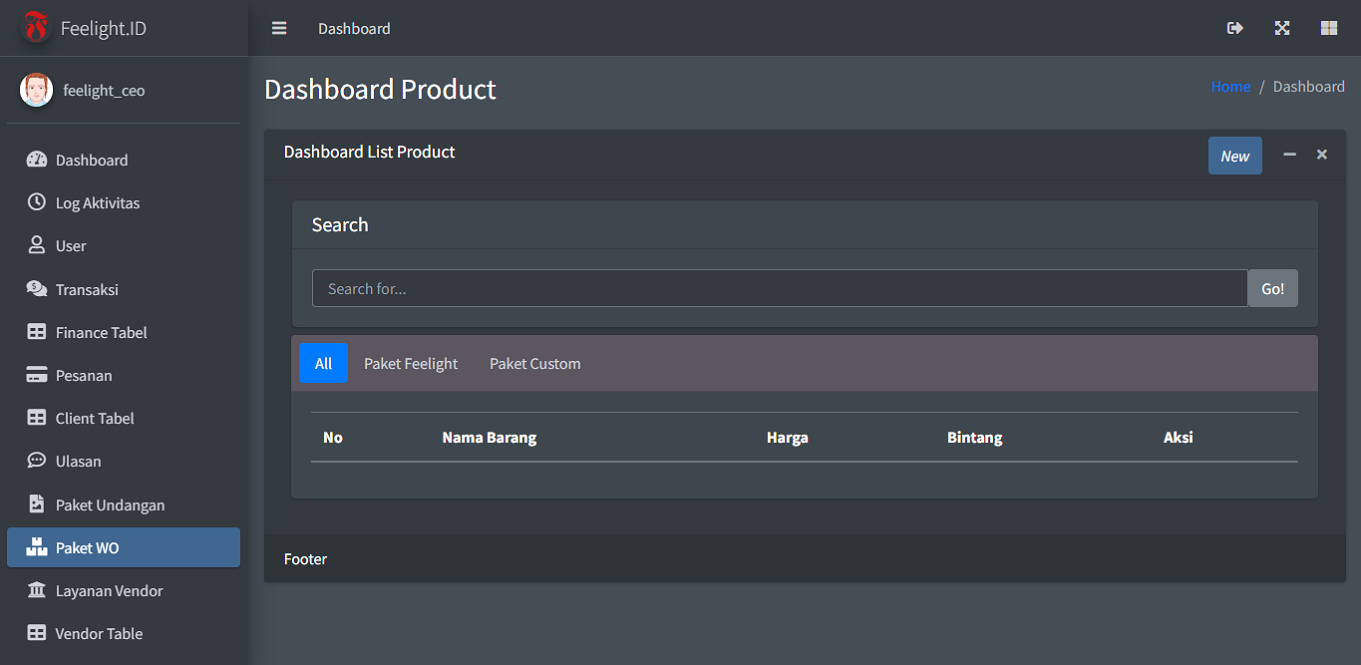 Feelight.ID
Dashboard
feelight_ceo
Dashboard
Log Aktivitas
User
Transaksi
Finance Tabel
Pesanan
Client Tabel
Ulasan
Paket Undangan
Paket WO
Layanan Vendor
Vendor Table
Dashboard Product
Home / Dashboard
Dashboard List Product
New
Search
Search for...
Go!
All Paket Feelight Paket Custom
No Nama Barang Harga Bintang Aksi
Footer